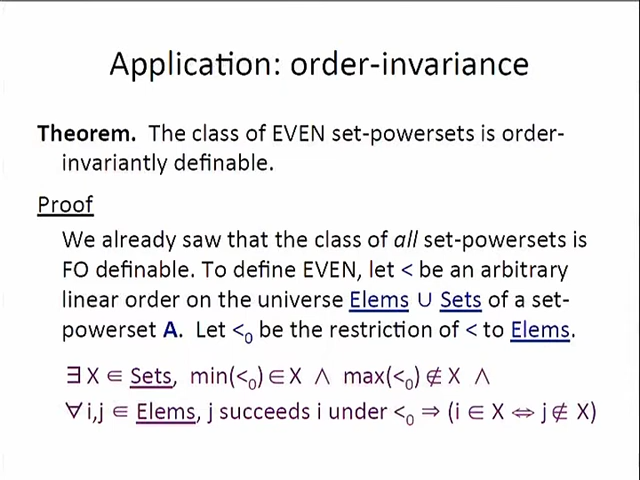 Application: order-invariance
Theorem. The class of EVEN set-powersets is order-
invariantly definable.
Proof
We already saw that the class of all set-powersets is
FO definable. To define EVEN, let < be an arbitrary
linear order on the universe Elems ∪ Sets of a set-
powerset A. Let <₀ be the restriction of < to Elems.
∃ X ∈ Sets, min(<₀) ∈ X ∧ max(<₀) ∉ X ∧
∀ i,j ∈ Elems, j succeeds i under <₀ ⇒ (i ∈ X ⇔ j ∉ X)